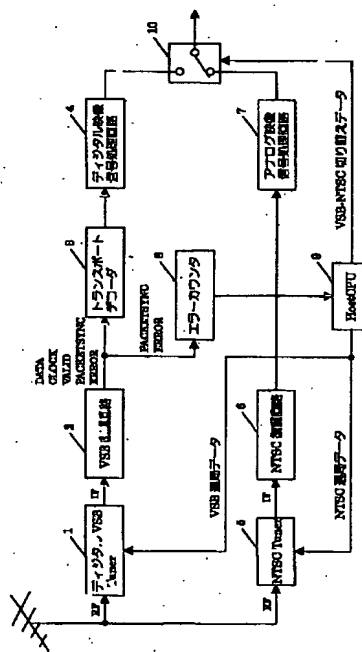 RF
1
ディジタル VSB
Tuner
IF
2
VSB 復調回路
DATA
CLOCK
VALID
PACKETSYNC
ERROR
3
トランスポート
デコーダ
4
ディジタル映像
信号処理回路
10
PACKETSYNC
ERROR
8
エラーカウンタ
VSB 選局データ
RF
5
NTSC Tuner
IF
6
NTSC 復調回路
7
アナログ映像
信号処理回路
NTSC 選局データ
9
HostCPU
VSB-NTSC 切り替えデータ